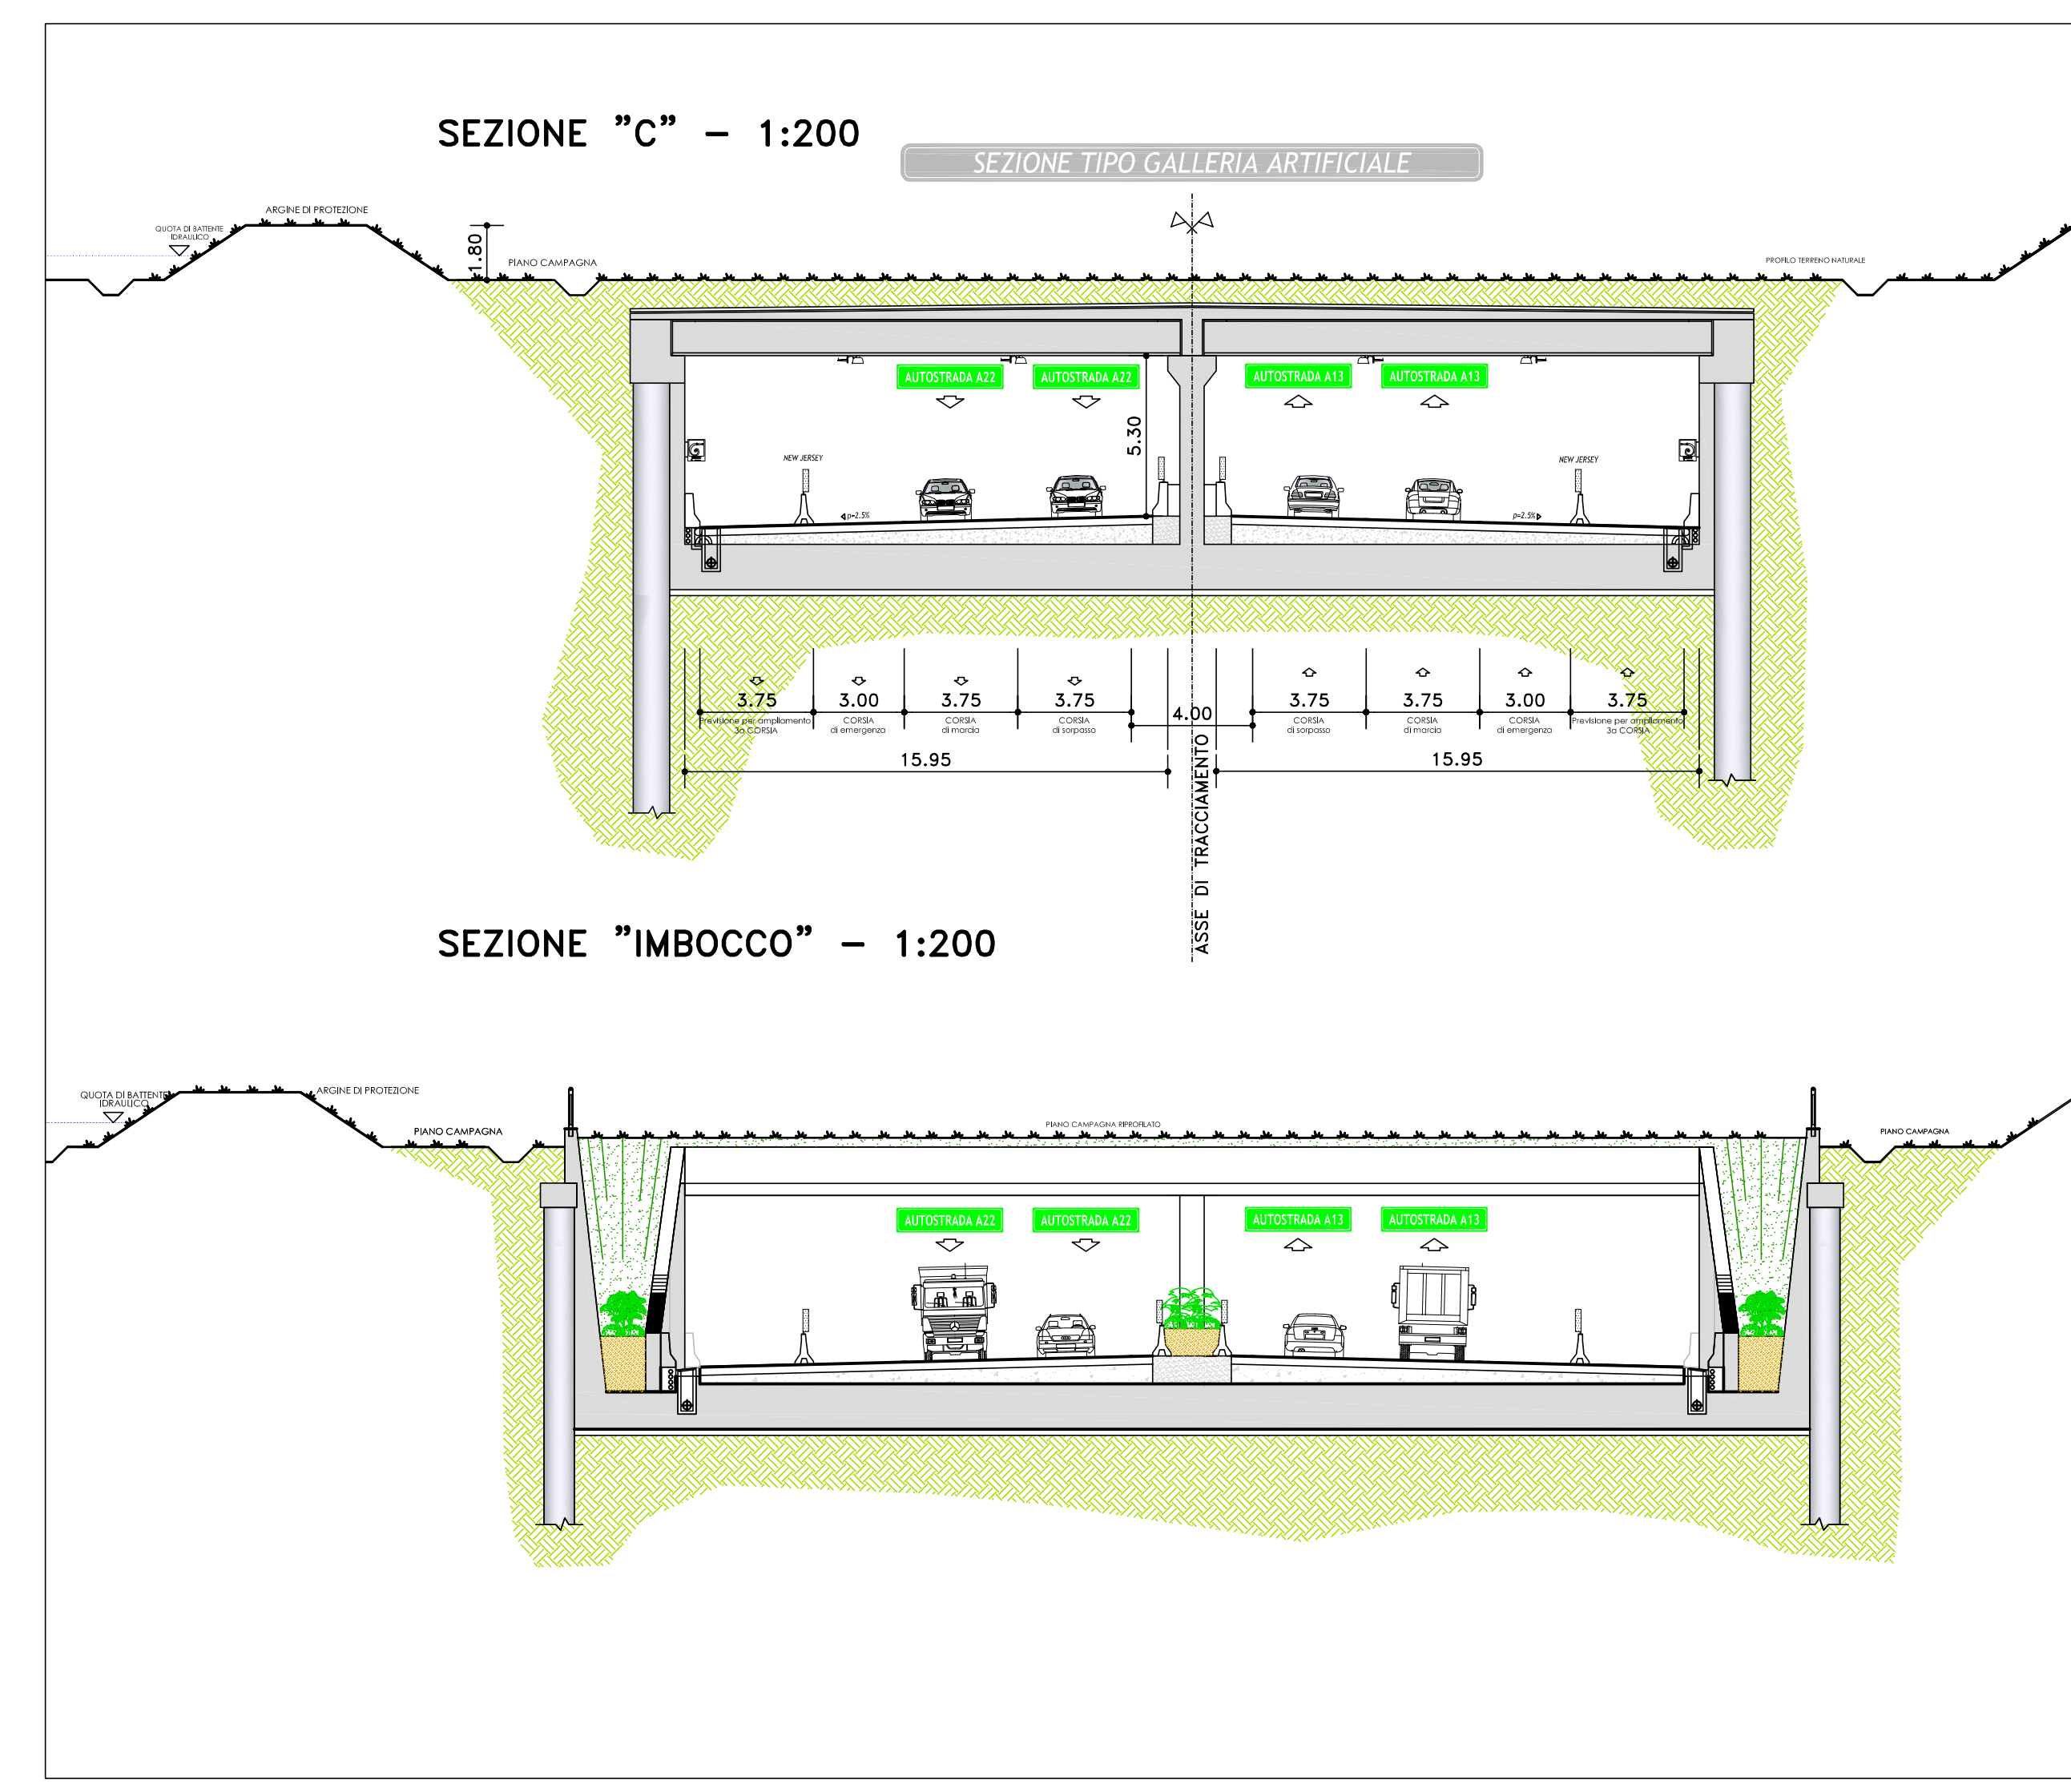 SEZIONE "C" – 1:200
SEZIONE TIPO GALLERIA ARTIFICIALE
ARGINE DI PROTEZIONE
QUOTA DI BATTENTE
IDRAULICO
1.80
PIANO CAMPAGNA
PROFILO TERRENO NATURALE
AUTOSTRADA A22
AUTOSTRADA A22
AUTOSTRADA A13
AUTOSTRADA A13
5.30
NEW JERSEY
NEW JERSEY
p=2.5%
p=2.5%
3.75
3.00
3.75
3.75
4.00
3.75
3.75
3.00
3.75
Previsione per ampliamento
3a CORSIA
CORSIA
di emergenza
CORSIA
di marcia
CORSIA
di sorpasso
CORSIA
di sorpasso
CORSIA
di marcia
CORSIA
di emergenza
Previsione per ampliamento
3a CORSIA
15.95
15.95
ASSE DI TRACCIAMENTO
SEZIONE "IMBOCCO" – 1:200
QUOTA DI BATTENTE
IDRAULICO
ARGINE DI PROTEZIONE
PIANO CAMPAGNA
PIANO CAMPAGNA RIPROFILATO
PIANO CAMPAGNA
AUTOSTRADA A22
AUTOSTRADA A22
AUTOSTRADA A13
AUTOSTRADA A13